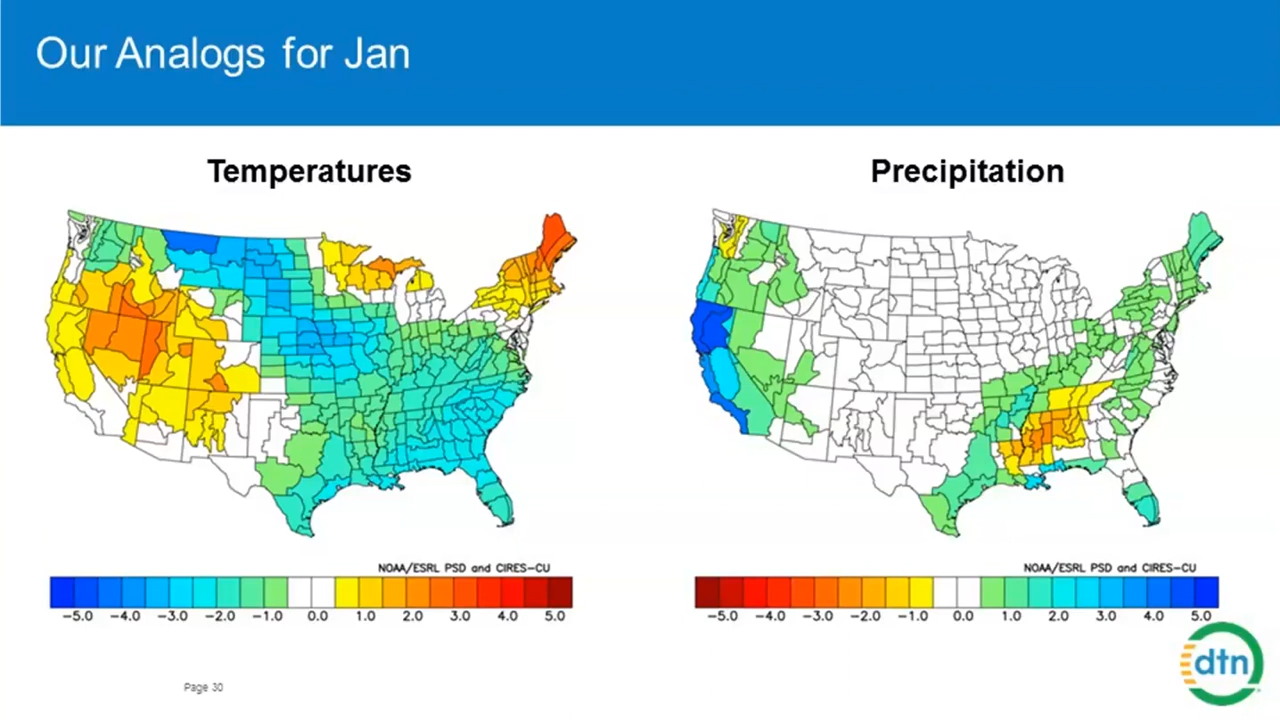 Our Analogs for Jan
Temperatures
Precipitation
NOAA/ESRL PSD and CIRES-CU
-5.0 -4.0 -3.0 -2.0 -1.0 0.0 1.0 2.0 3.0 4.0 5.0
NOAA/ESRL PSD and CIRES-CU
-5.0 -4.0 -3.0 -2.0 -1.0 0.0 1.0 2.0 3.0 4.0 5.0
dtn
Page 30